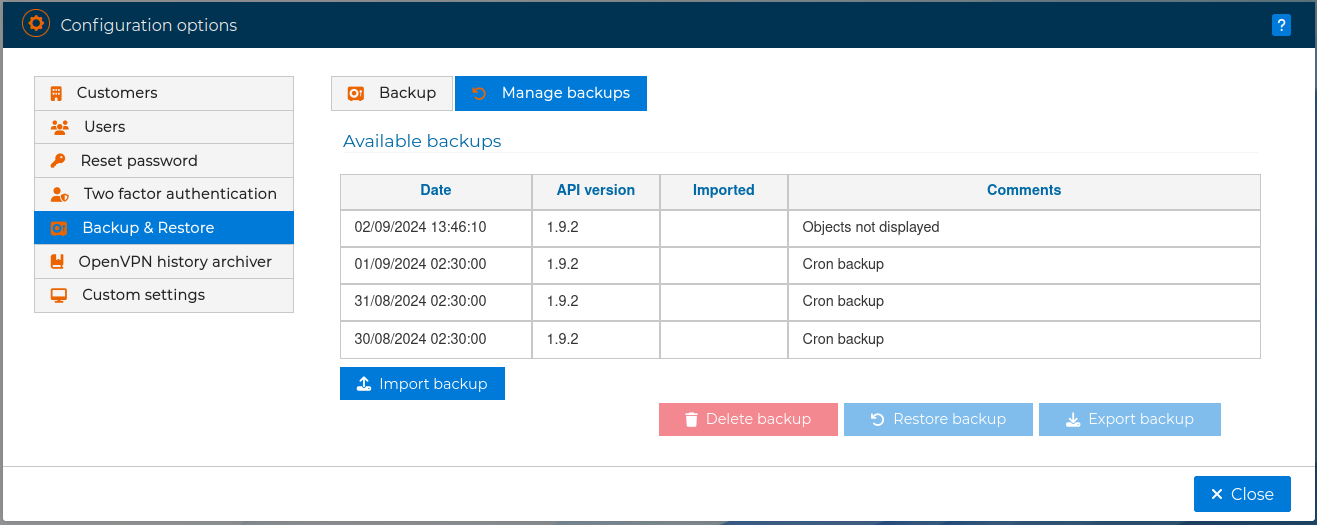 Configuration options
?
Customers
Users
Reset password
Two factor authentication
Backup & Restore
OpenVPN history archiver
Custom settings
Backup Manage backups
Available backups
Date API version Imported Comments
02/09/2024 13:46:10 1.9.2 Objects not displayed
01/09/2024 02:30:00 1.9.2 Cron backup
31/08/2024 02:30:00 1.9.2 Cron backup
30/08/2024 02:30:00 1.9.2 Cron backup
Import backup
Delete backup Restore backup Export backup
Close